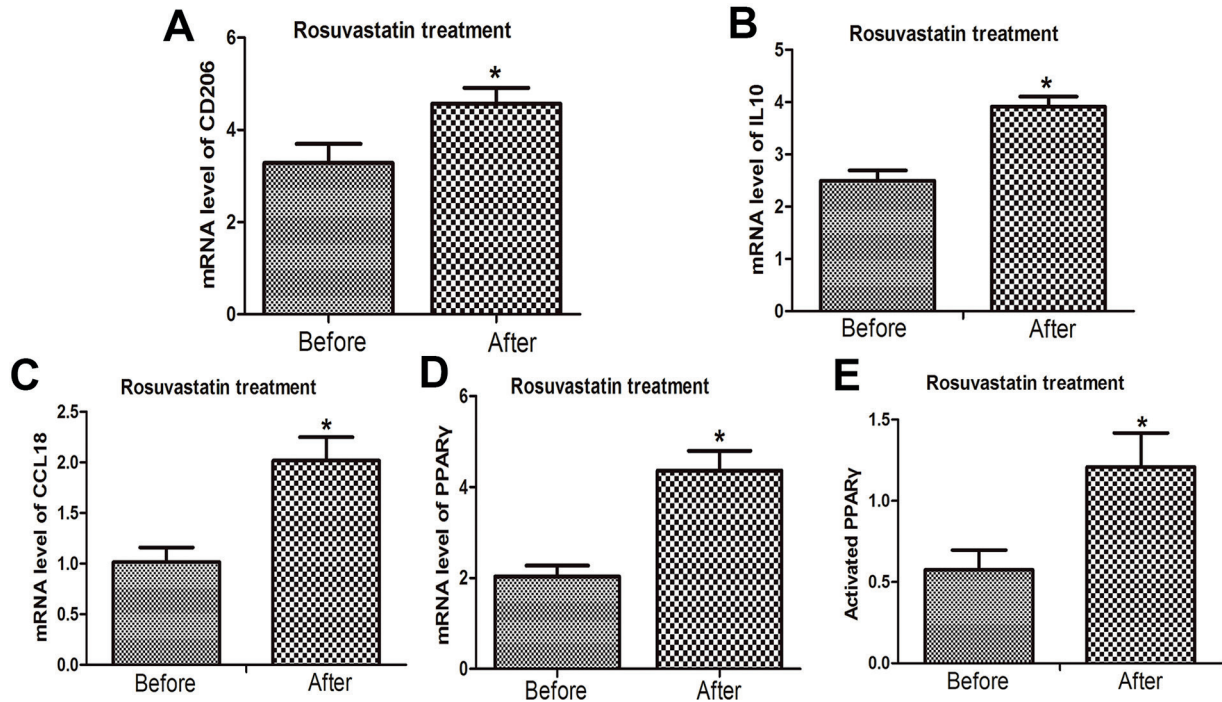 A
Rosuvastatin treatment
mRNA level of CD206
6
4
2
0
*
Before
After
B
Rosuvastatin treatment
mRNA level of IL10
5
4
3
2
1
0
*
Before
After
C
Rosuvastatin treatment
mRNA level of CCL18
2.5
2.0
1.5
1.0
0.5
0.0
*
Before
After
D
Rosuvastatin treatment
mRNA level of PPARγ
6
4
2
0
*
Before
After
E
Rosuvastatin treatment
Activated PPARγ
1.5
1.0
0.5
0.0
*
Before
After